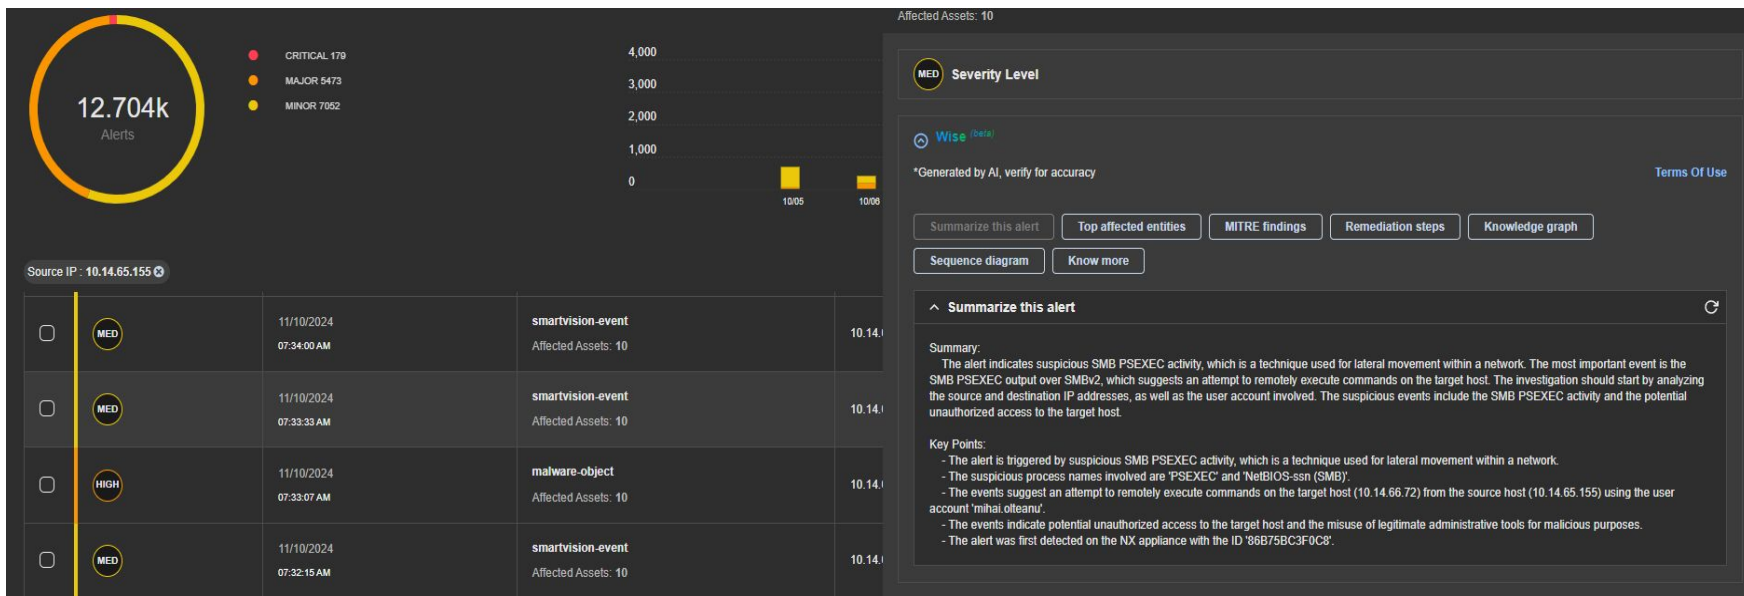 12.704k
Alerts
CRITICAL 179
MAJOR 5473
MINOR 7052
4,000
3,000
2,000
1,000
0
10/05
10/06
Source IP : 10.14.65.155
MED
11/10/2024
07:34:00 AM
smartvision-event
Affected Assets: 10
10.14.
MED
11/10/2024
07:33:33 AM
smartvision-event
Affected Assets: 10
10.14.
HIGH
11/10/2024
07:33:07 AM
malware-object
Affected Assets: 10
10.14.
MED
11/10/2024
07:32:15 AM
smartvision-event
Affected Assets: 10
10.14.
Affected Assets: 10
MED Severity Level
Wise (beta)
*Generated by AI, verify for accuracy
Terms Of Use
Summarize this alert
Top affected entities
MITRE findings
Remediation steps
Knowledge graph
Sequence diagram
Know more
Summarize this alert
Summary:
The alert indicates suspicious SMB PSEXEC activity, which is a technique used for lateral movement within a network. The most important event is the
SMB PSEXEC output over SMBv2, which suggests an attempt to remotely execute commands on the target host. The investigation should start by analyzing
the source and destination IP addresses, as well as the user account involved. The suspicious events include the SMB PSEXEC activity and the potential
unauthorized access to the target host.
Key Points:
- The alert is triggered by suspicious SMB PSEXEC activity, which is a technique used for lateral movement within a network.
- The suspicious process names involved are 'PSEXEC' and 'NetBIOS-ssn (SMB)'.
- The events suggest an attempt to remotely execute commands on the target host (10.14.66.72) from the source host (10.14.65.155) using the user
account 'mihai.olteanu'.
- The events indicate potential unauthorized access to the target host and the misuse of legitimate administrative tools for malicious purposes.
- The alert was first detected on the NX appliance with the ID '86B75BC3F0C8'.